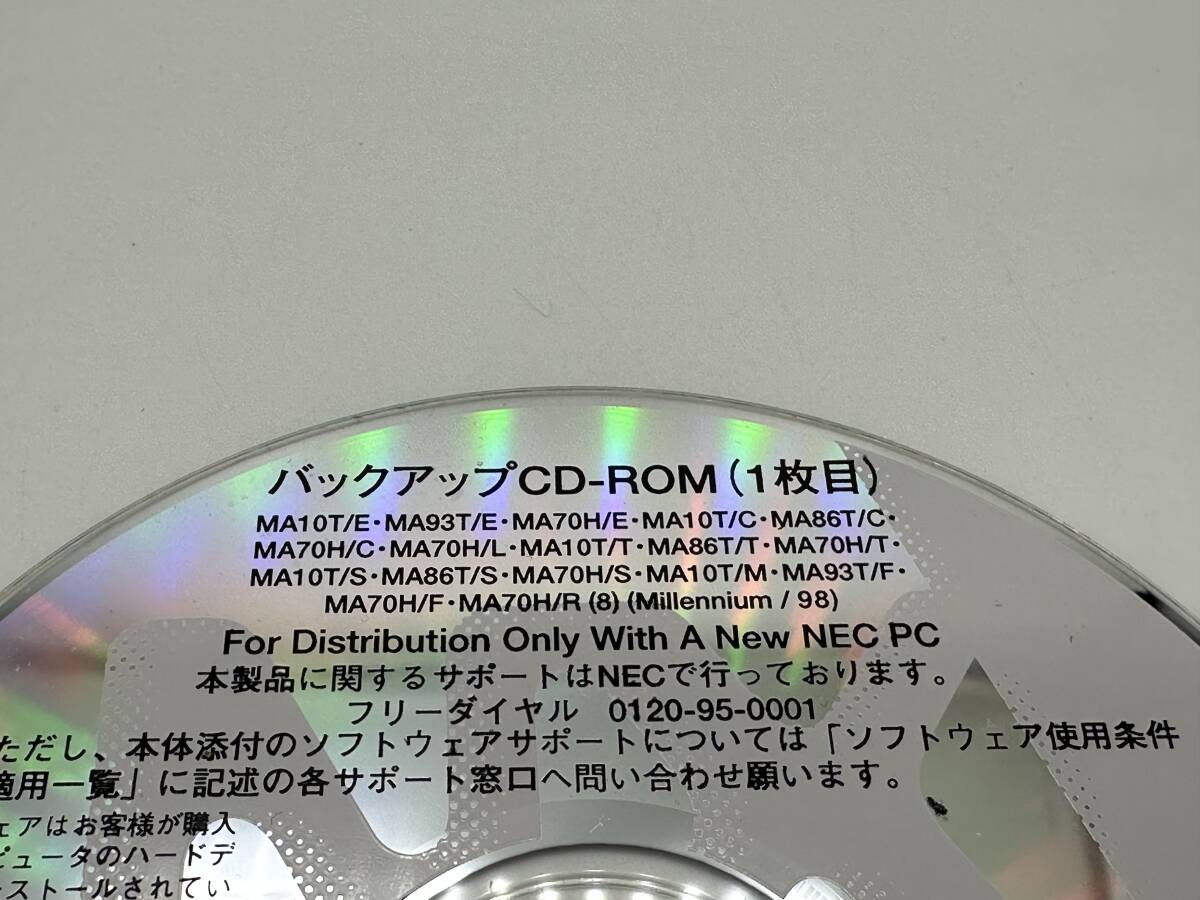 バックアップCD-ROM(1枚目)
MA10T/E・MA93T/E・MA70H/E・MA10T/C・MA86T/C・
MA70H/C・MA70H/L・MA10T/T・MA86T/T・MA70H/T・
MA10T/S・MA86T/S・MA70H/S・MA10T/M・MA93T/F・
MA70H/F・MA70H/R (8) (Millennium / 98)
For Distribution Only With A New NEC PC
本製品に関するサポートはNECで行っております。
フリーダイヤル 0120-95-0001
ただし、本体添付のソフトウェアサポートについては「ソフトウェア使用条件
適用一覧」に記述の各サポート窓口へ問い合わせ願います。
ェアはお客様が購入
ピュータのハードデ
ストールされてい